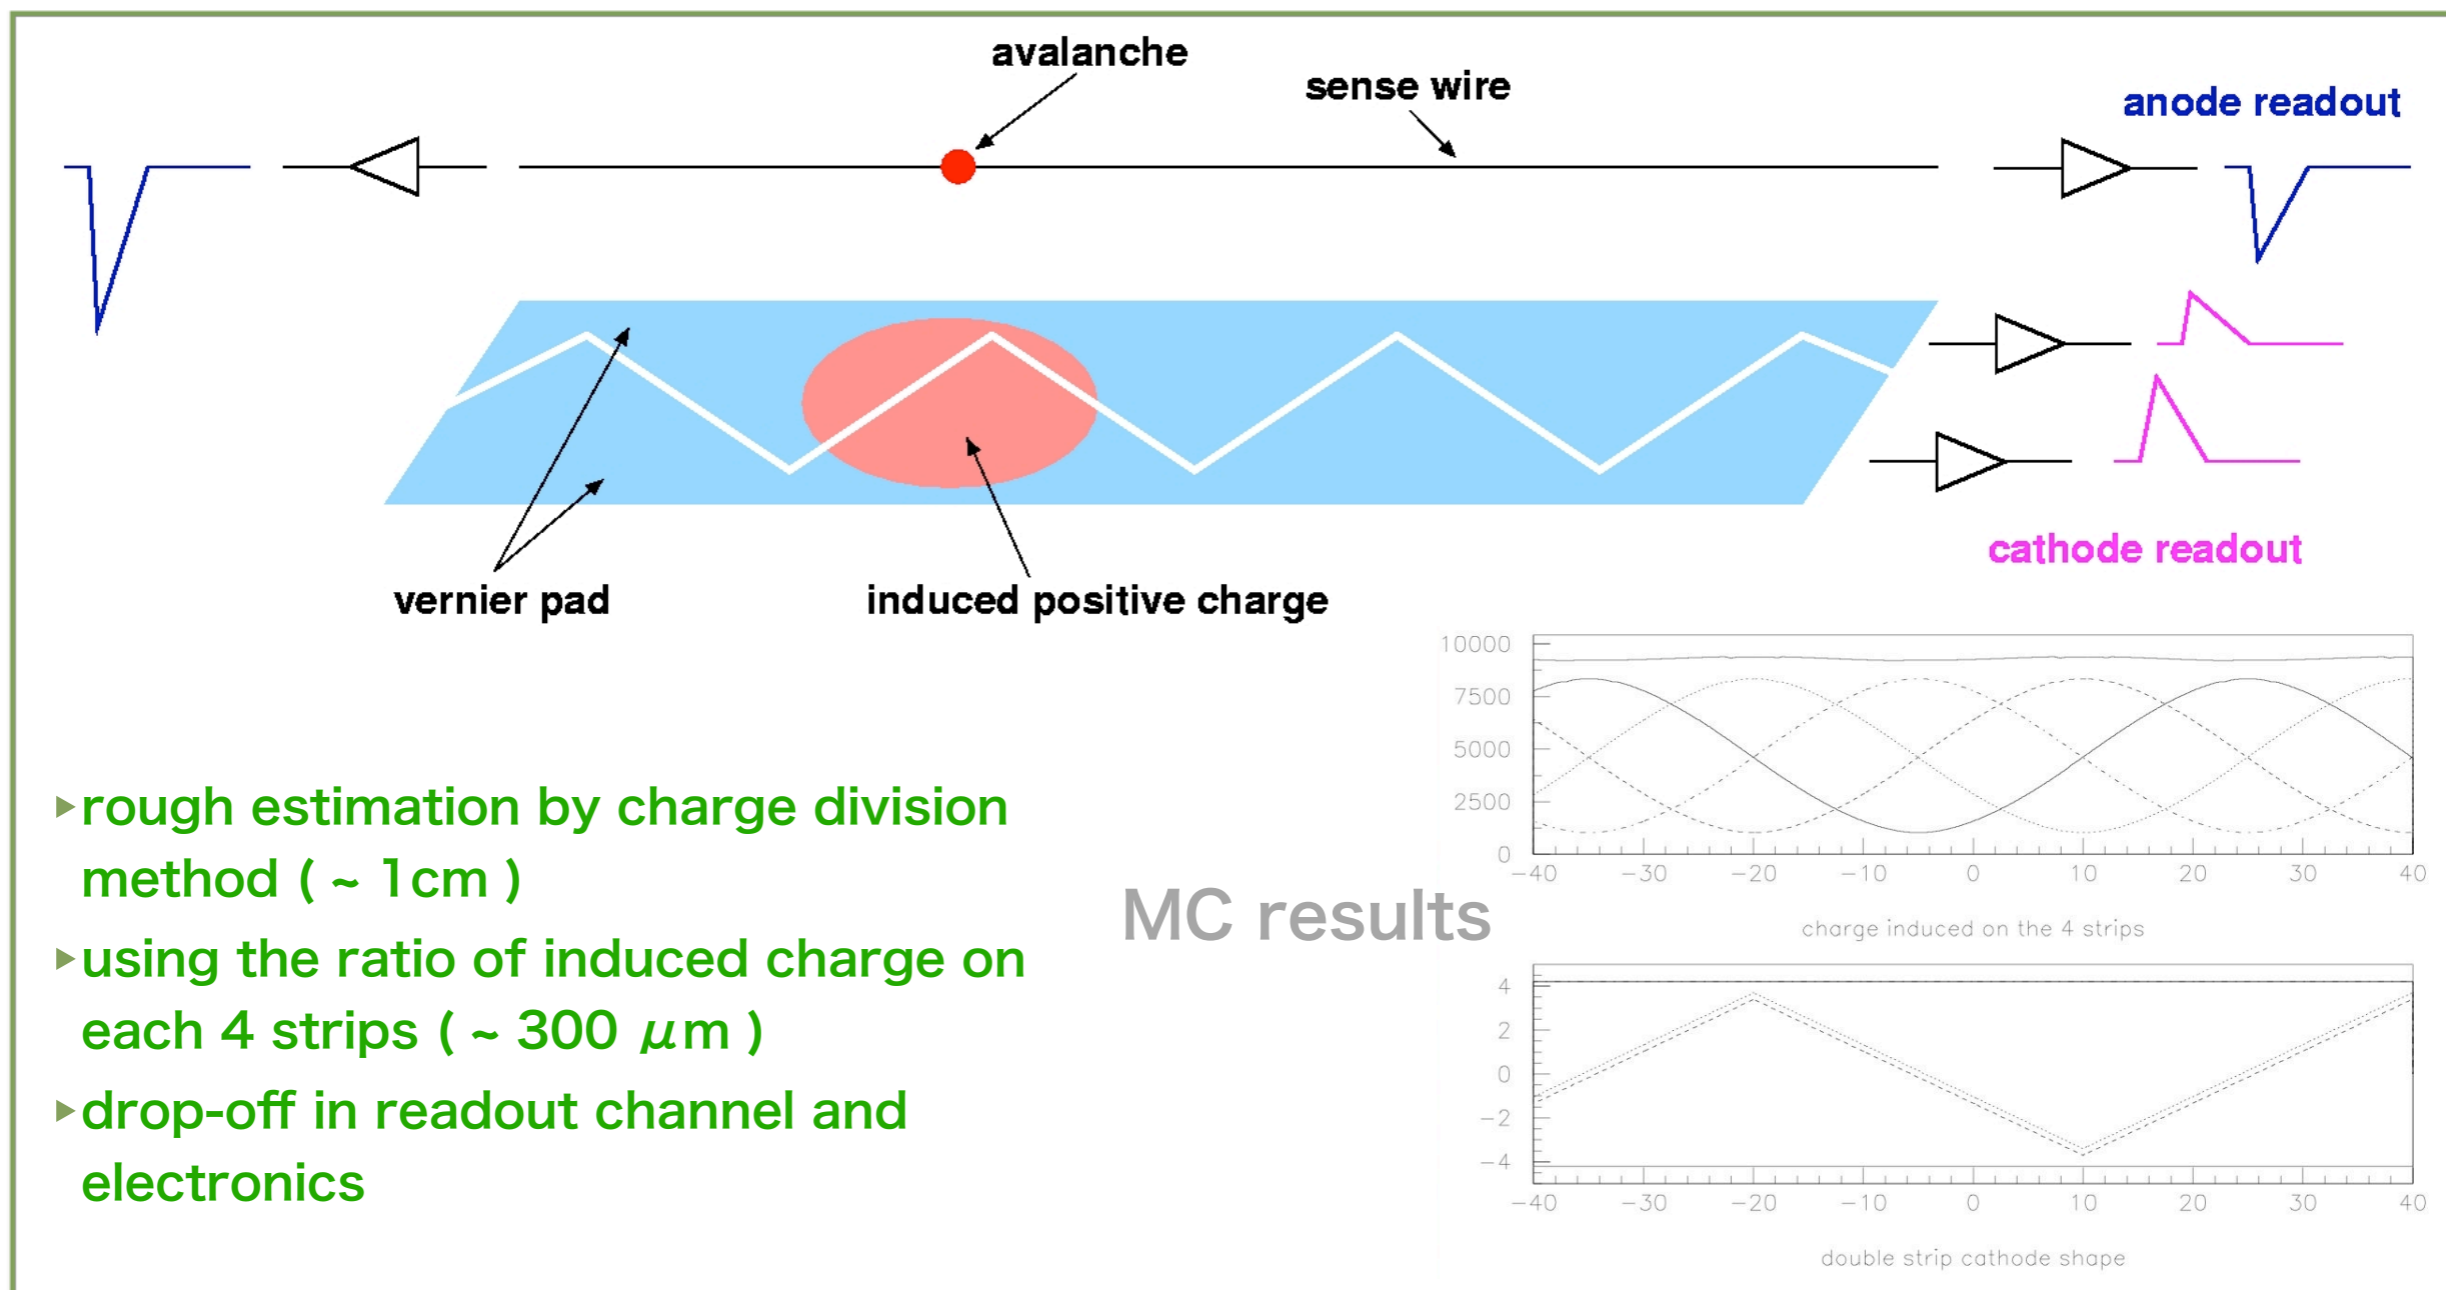 avalanche
sense wire
anode readout
vernier pad
induced positive charge
cathode readout
▸rough estimation by charge division
method ( ~ 1cm )
▸using the ratio of induced charge on
each 4 strips ( ~ 300 μm )
▸drop-off in readout channel and
electronics
MC results
10000
7500
5000
2500
0
−40 −30 −20 −10 0 10 20 30 40
charge induced on the 4 strips
4
2
0
−2
−4
−40 −30 −20 −10 0 10 20 30 40
double strip cathode shape